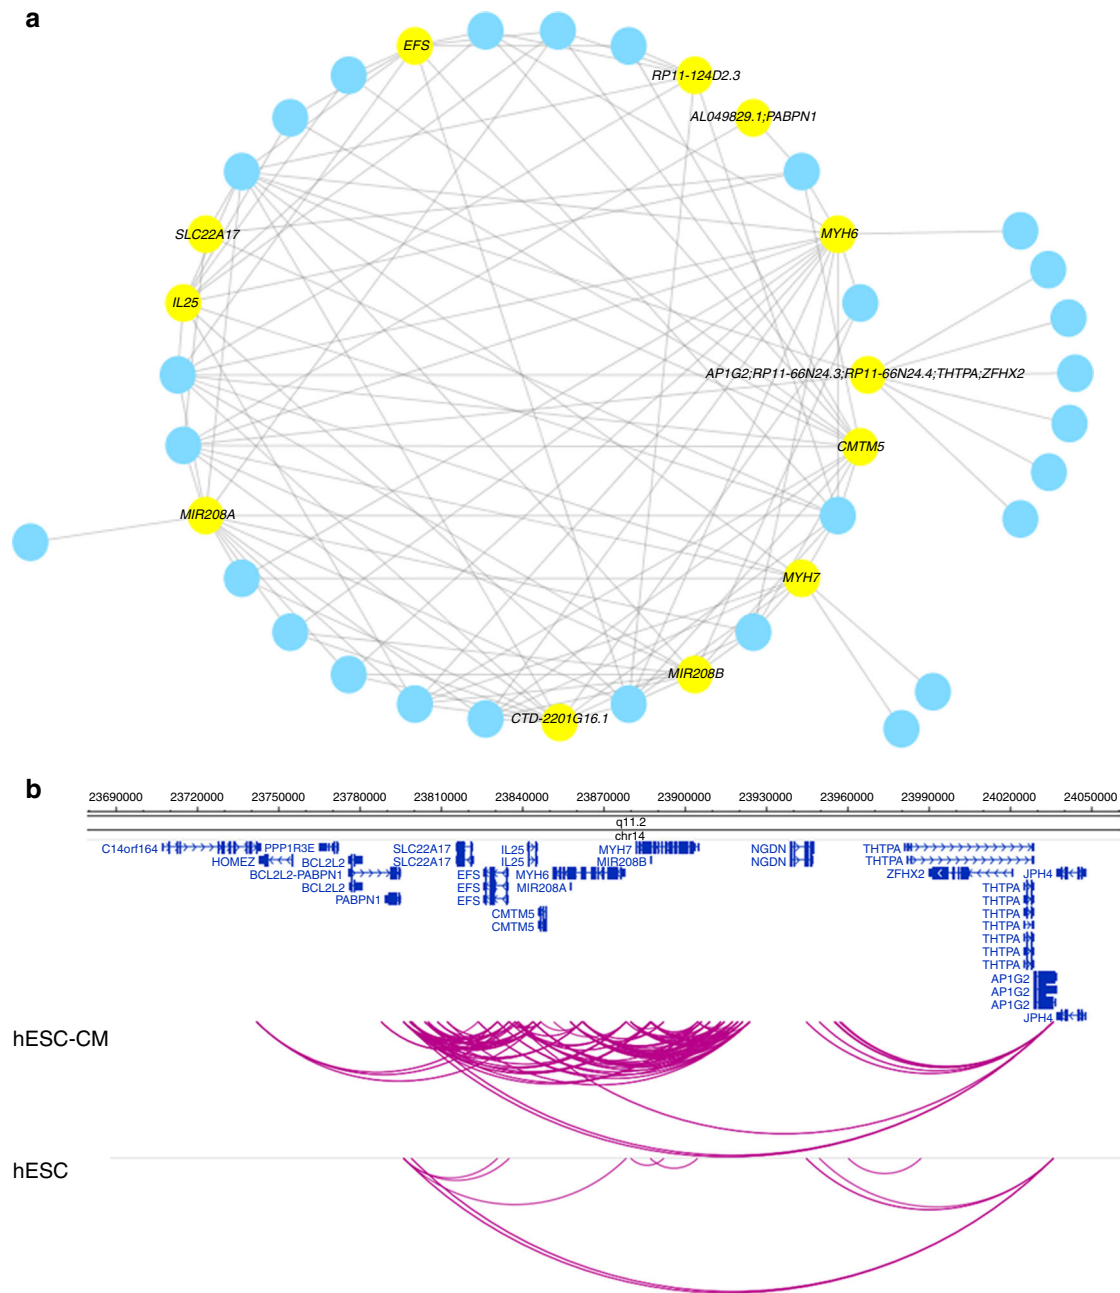 a
EFS
RP11-124D2.3
AL049829.1;PABPN1
SLC22A17
MYH6
IL25
AP1G2;RP11-66N24.3;RP11-66N24.4;THTPA;ZFHX2
CMTM5
MIR208A
MYH7
MIR208B
CTD-2201G16.1
b
23690000 23720000 23750000 23780000 23810000 23840000 23870000 23900000 23930000 23960000 23990000 24020000 24050000
q11.2
chr14
C14orf164 PPP1R3E SLC22A17 IL25 MYH7 NGDN THTPA
HOMEZ BCL2L2 SLC22A17 IL25 MIR208B NGDN THTPA
BCL2L2-PABPN1 EFS MYH6 ZFHX2 JPH4
BCL2L2 EFS MIR208A THTPA
PABPN1 EFS THTPA
CMTM5 THTPA
CMTM5 THTPA
THTPA
THTPA
THTPA
AP1G2
AP1G2
AP1G2
JPH4
hESC-CM
hESC